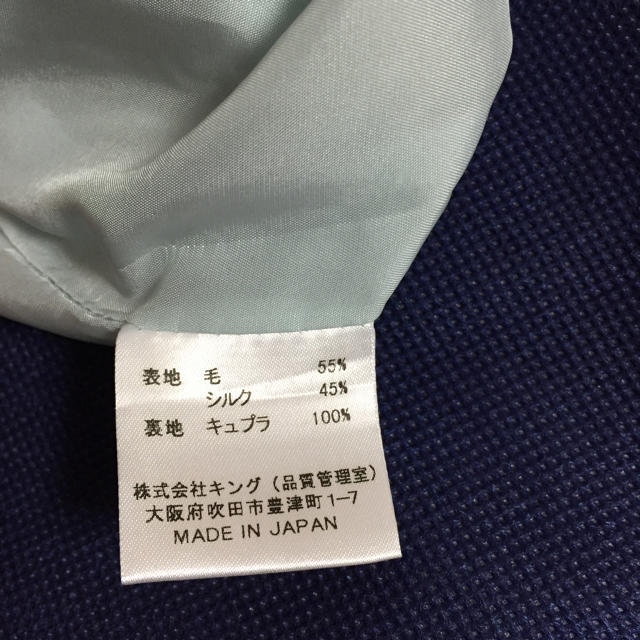 表地 毛 55%
シルク 45%
裏地 キュプラ 100%
株式会社キング（品質管理室）
大阪府吹田市豊津町1-7
MADE IN JAPAN